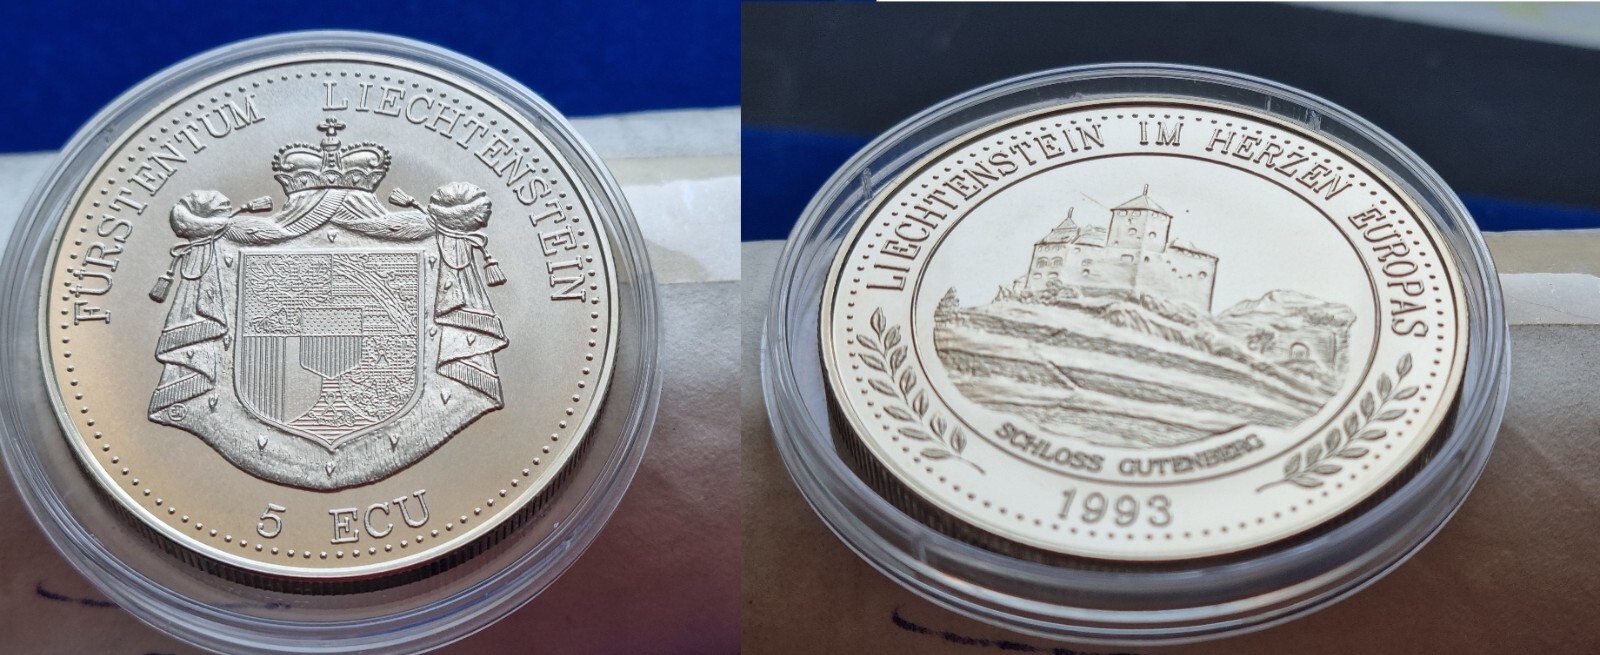 FÜRSTENTUM LIECHTENSTEIN
5 ECU
LIECHTENSTEIN IM HERZEN EUROPAS
SCHLOSS GUTENBERG
1993